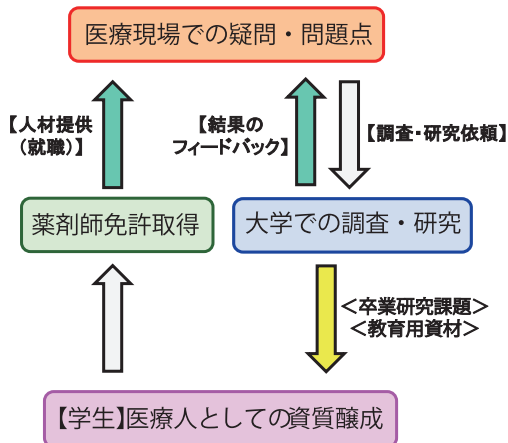 医療現場での疑問・問題点
【人材提供
(就職)】
【結果の
フィードバック】
【調査・研究依頼】
薬剤師免許取得
大学での調査・研究
＜卒業研究課題＞
＜教育用資材＞
【学生】医療人としての資質醸成